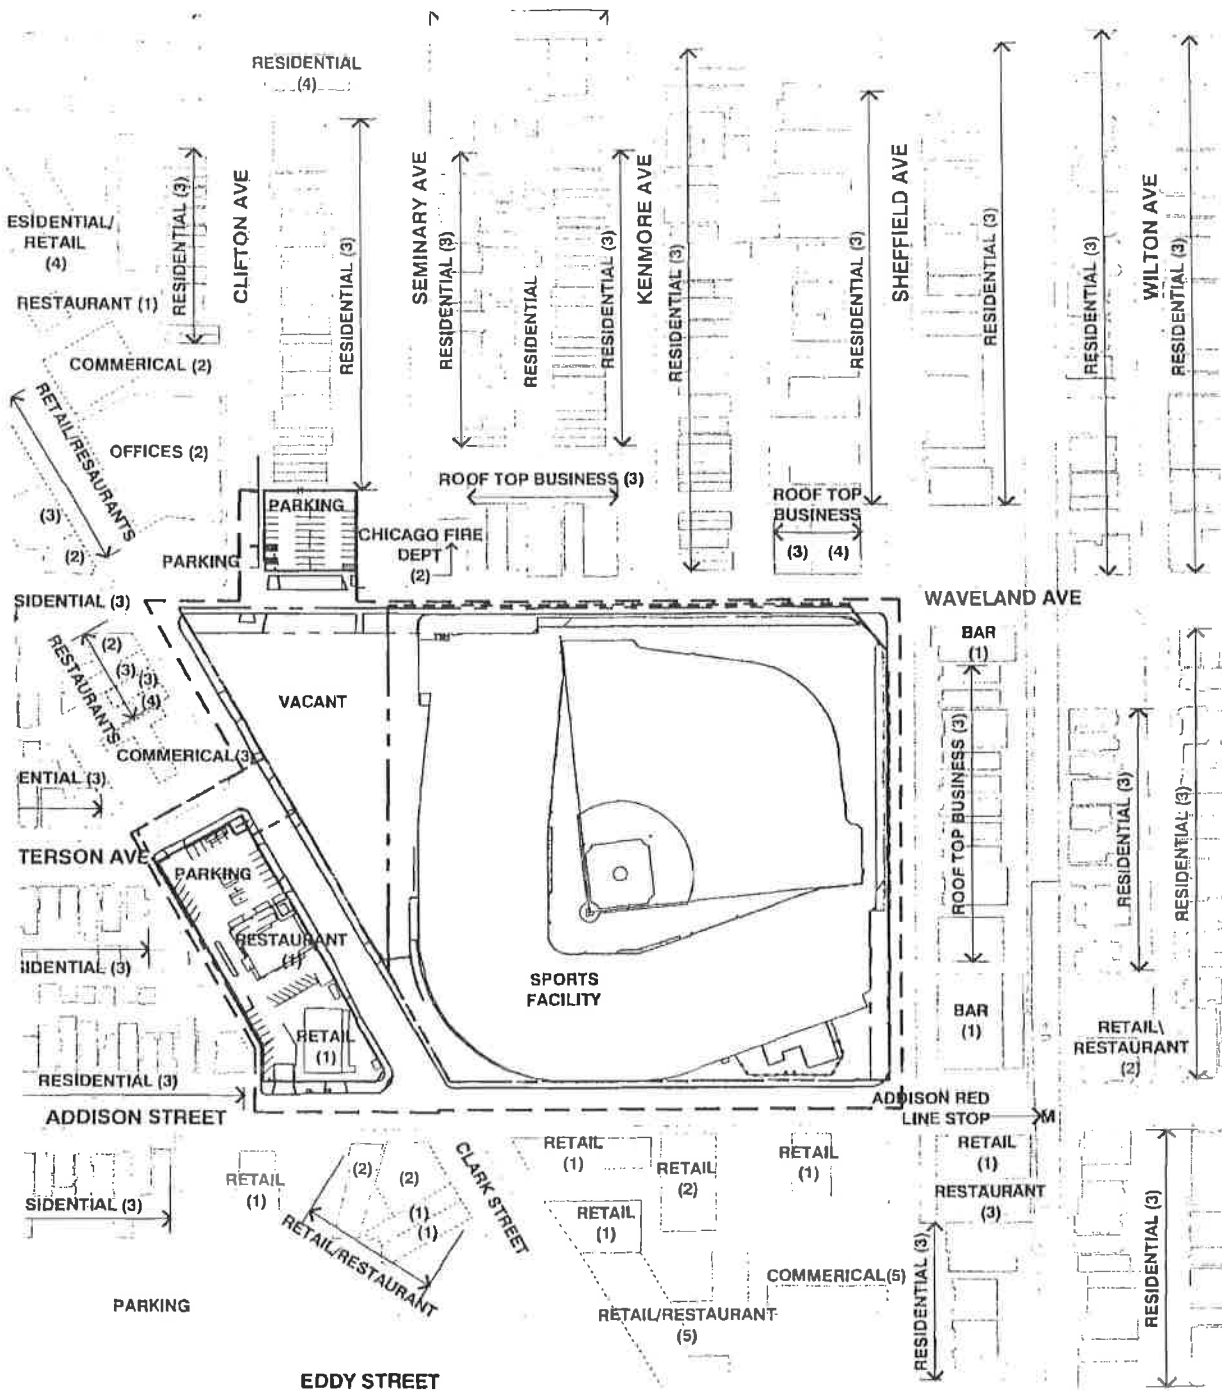 RESIDENTIAL
(4)
RESIDENTIAL (3)
CLIFTON AVE
RESIDENTIAL (3)
SEMINARY AVE
RESIDENTIAL (3)
RESIDENTIAL
RESIDENTIAL (3)
KENMORE AVE
RESIDENTIAL (3)
RESIDENTIAL (3)
SHEFFIELD AVE
RESIDENTIAL (3)
RESIDENTIAL (3)
WILTON AVE
RESIDENTIAL (3)
ESIDENTIAL/
RETAIL
(4)
RESTAURANT (1)
COMMERICAL (2)
RETAIL/RESAURANTS
OFFICES (2)
(3)
(2)
PARKING
PARKING
ROOF TOP BUSINESS (3)
CHICAGO FIRE
DEPT
(2)
ROOF TOP
BUSINESS
(3) (4)
SIDENTIAL (3)
WAVELAND AVE
RESTAURANTS
(2)
(3)
(3)
(4)
VACANT
COMMERICAL(3)
ENTIAL (3)
BAR
(1)
ROOF TOP BUSINESS (3)
RESIDENTIAL (3)
RESIDENTIAL (3)
TERSON AVE
PARKING
RESTAURANT
(1)
SIDENTIAL (3)
SPORTS
FACILITY
BAR
(1)
RETAIL\
RESTAURANT
(2)
RETAIL
(1)
RESIDENTIAL (3)
ADDISON STREET
ADDISON RED
LINE STOP
M
SIDENTIAL (3)
RETAIL
(1)
(2)
(2)
(1)
(1)
RETAIL/RESTAURANT
CLARK STREET
RETAIL
(1)
RETAIL
(2)
RETAIL
(1)
RETAIL
(1)
RETAIL
(1)
RESTAURANT
(3)
RESIDENTIAL (3)
RESIDENTIAL (3)
COMMERICAL(5)
RETAIL/RESTAURANT
(5)
PARKING
EDDY STREET